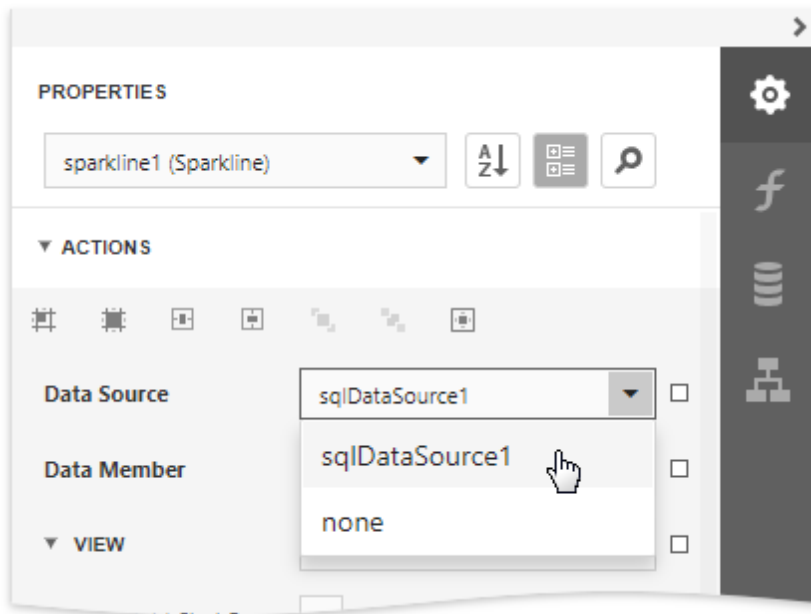 PROPERTIES
sparkline1 (Sparkline)
ACTIONS
Data Source
sqlDataSource1
Data Member
sqlDataSource1
none
VIEW